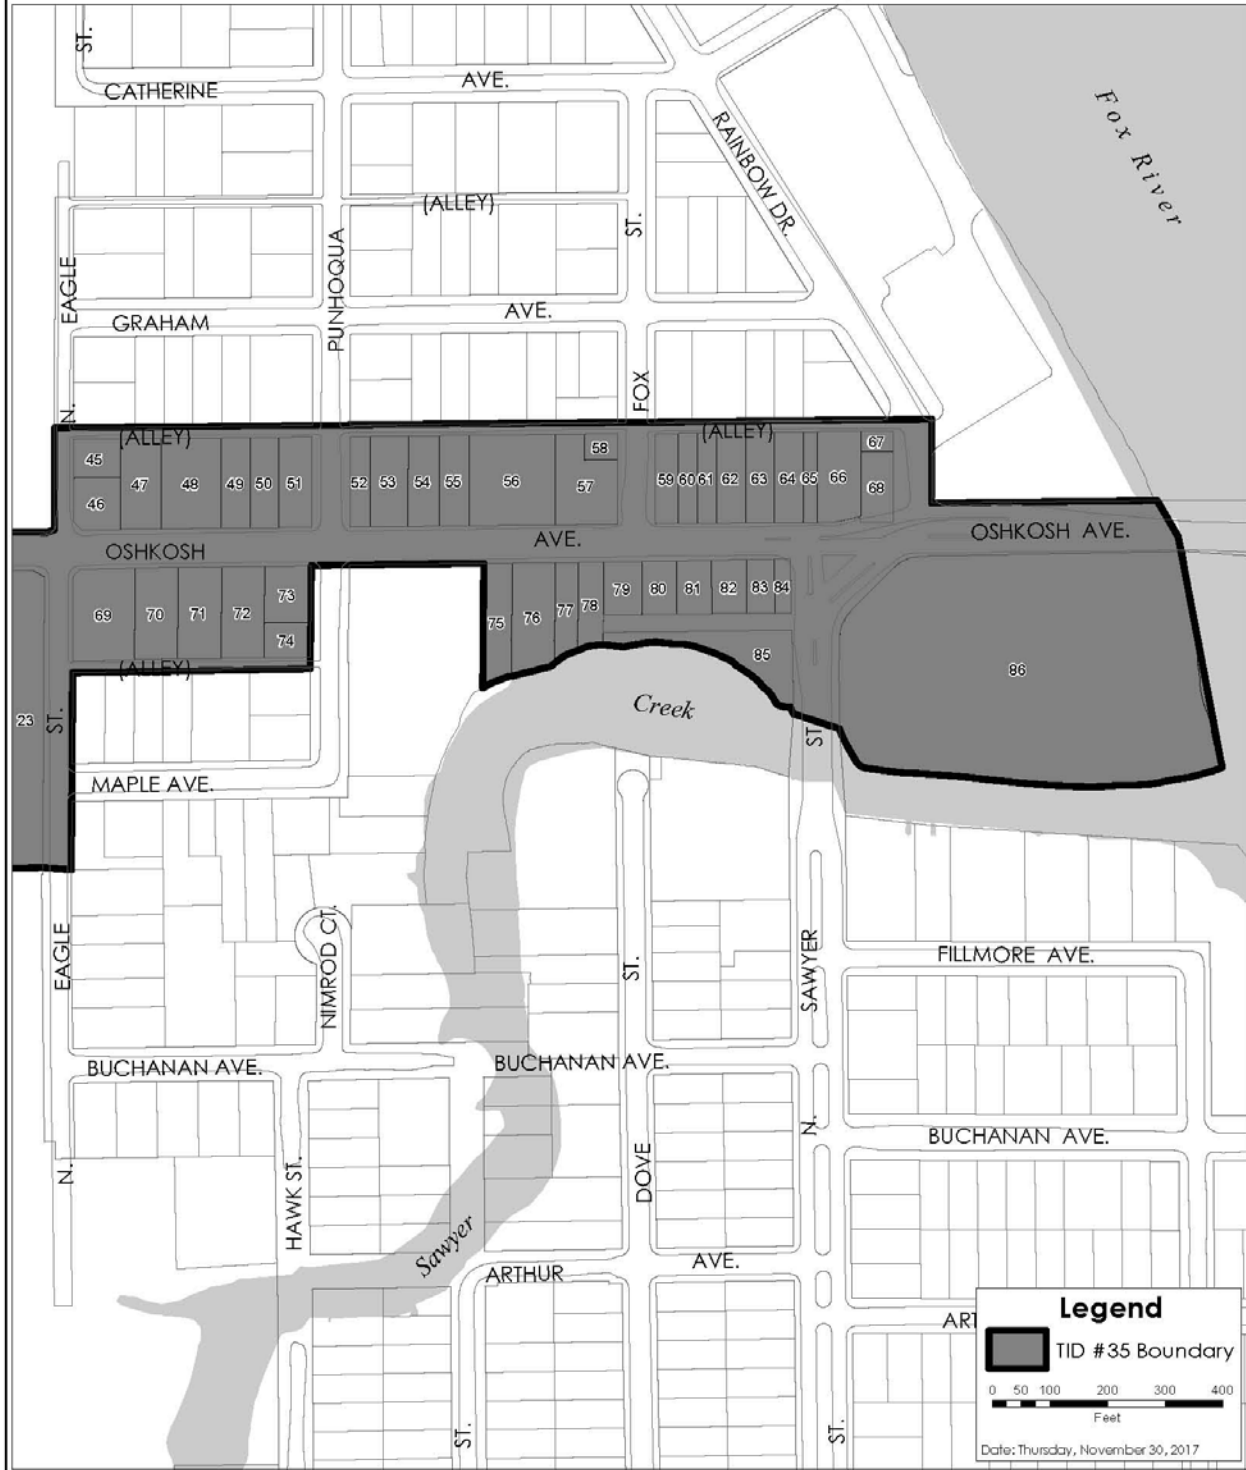 ST.
CATHERINE
AVE.
Fox River
RAINBOW DR.
(ALLEY)
ST.
EAGLE
PUNHOQUA
GRAHAM
AVE.
FOX
N.
(ALLEY)
(ALLEY)
45
46
47
48
49
50
51
52
53
54
55
56
57
58
59
60
61
62
63
64
65
66
67
68
OSHKOSH
AVE.
OSHKOSH AVE.
69
70
71
72
73
74
75
76
77
78
79
80
81
82
83
84
85
86
(ALLEY)
23
ST.
Creek
ST.
MAPLE AVE.
EAGLE
NIMROD CT.
ST.
SAWYER
FILLMORE AVE.
BUCHANAN AVE.
BUCHANAN AVE.
N.
BUCHANAN AVE.
N.
HAWK ST.
DOVE
Sawyer
ARTHUR
AVE.
ART
ST.
ST.
Legend
TID #35 Boundary
0 50 100 200 300 400
Feet
Date: Thursday, November 30, 2017